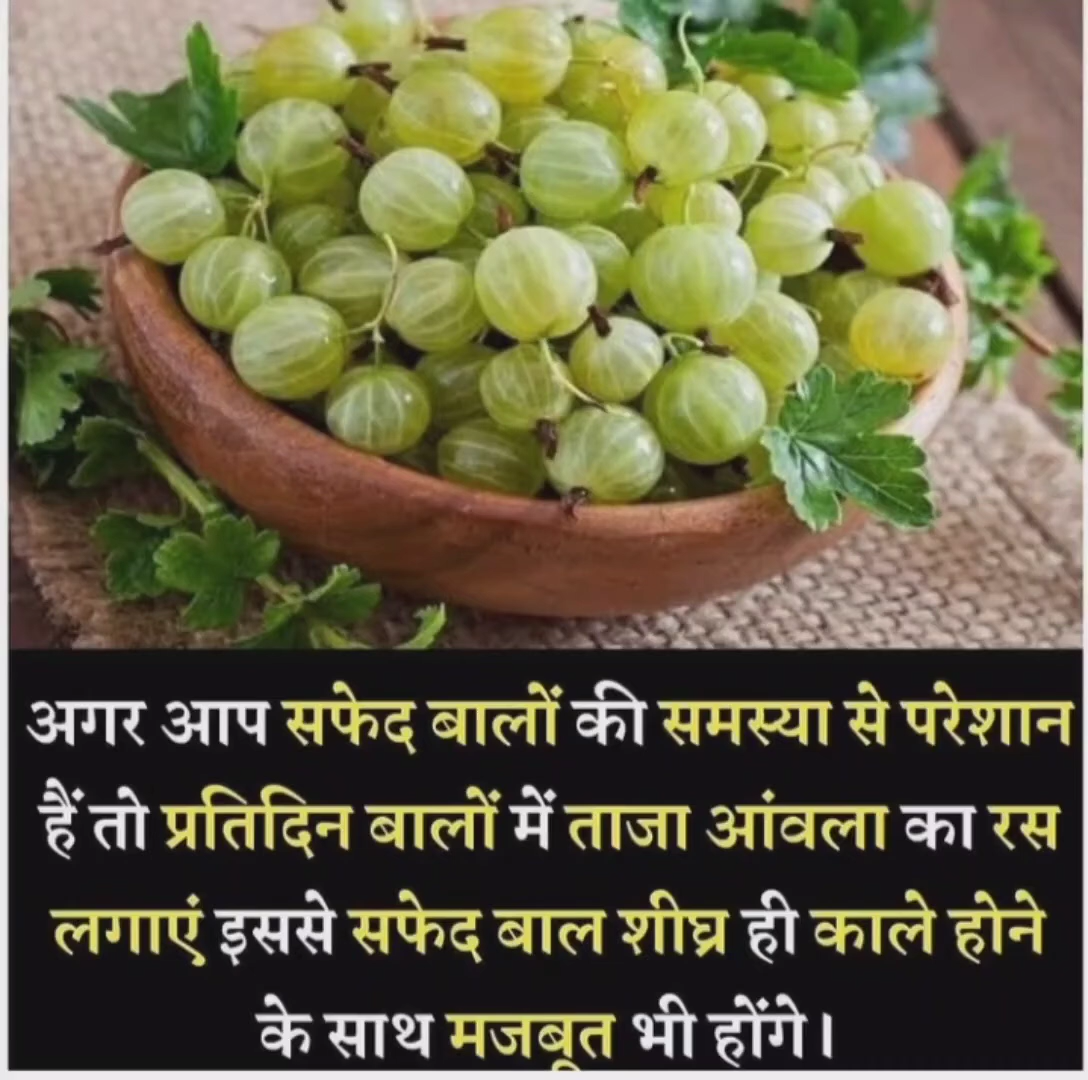 अगर आप सफेद बालों की समस्या से परेशान
हैं तो प्रतिदिन बालों में ताजा आंवला का रस
लगाएं इससे सफेद बाल शीघ्र ही काले होने
के साथ मजबूत भी होंगे।